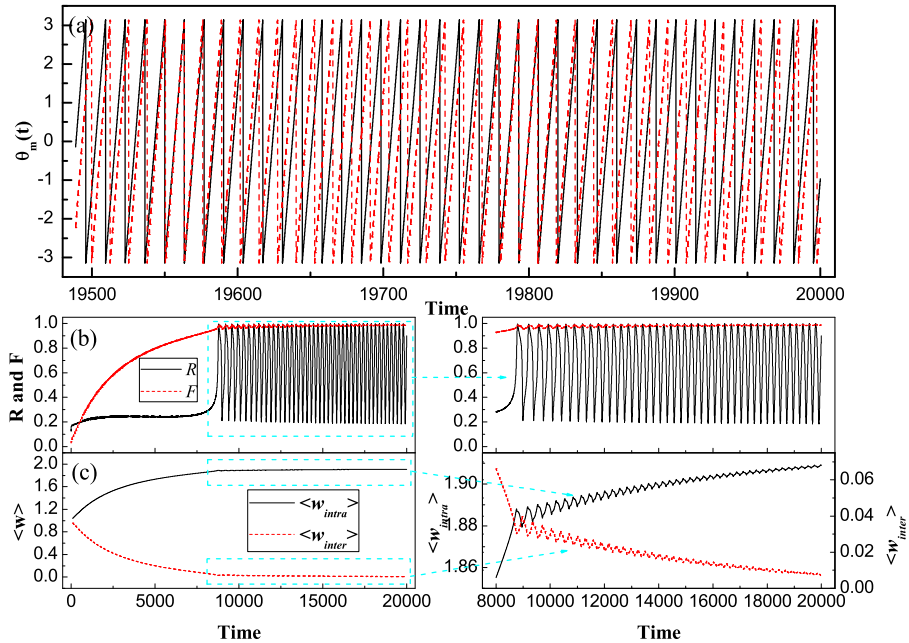 (a)
3
2
1
0
-1
-2
-3
θm(t)
19500 19600 19700 19800 19900 20000
Time
(b)
1.0 1.0
0.8 0.8
0.6 0.6
0.4 0.4
0.2 0.2
0.0 0.0
R and F
R
F
(c)
2.0
1.6
1.2
0.8
0.4
0.0
<w>
<w intra>
<w inter>
0 5000 10000 15000 20000
Time
1.90
1.88
1.86
<w intra>
0.06
0.04
0.02
0.00
<w inter>
8000 10000 12000 14000 16000 18000 20000
Time